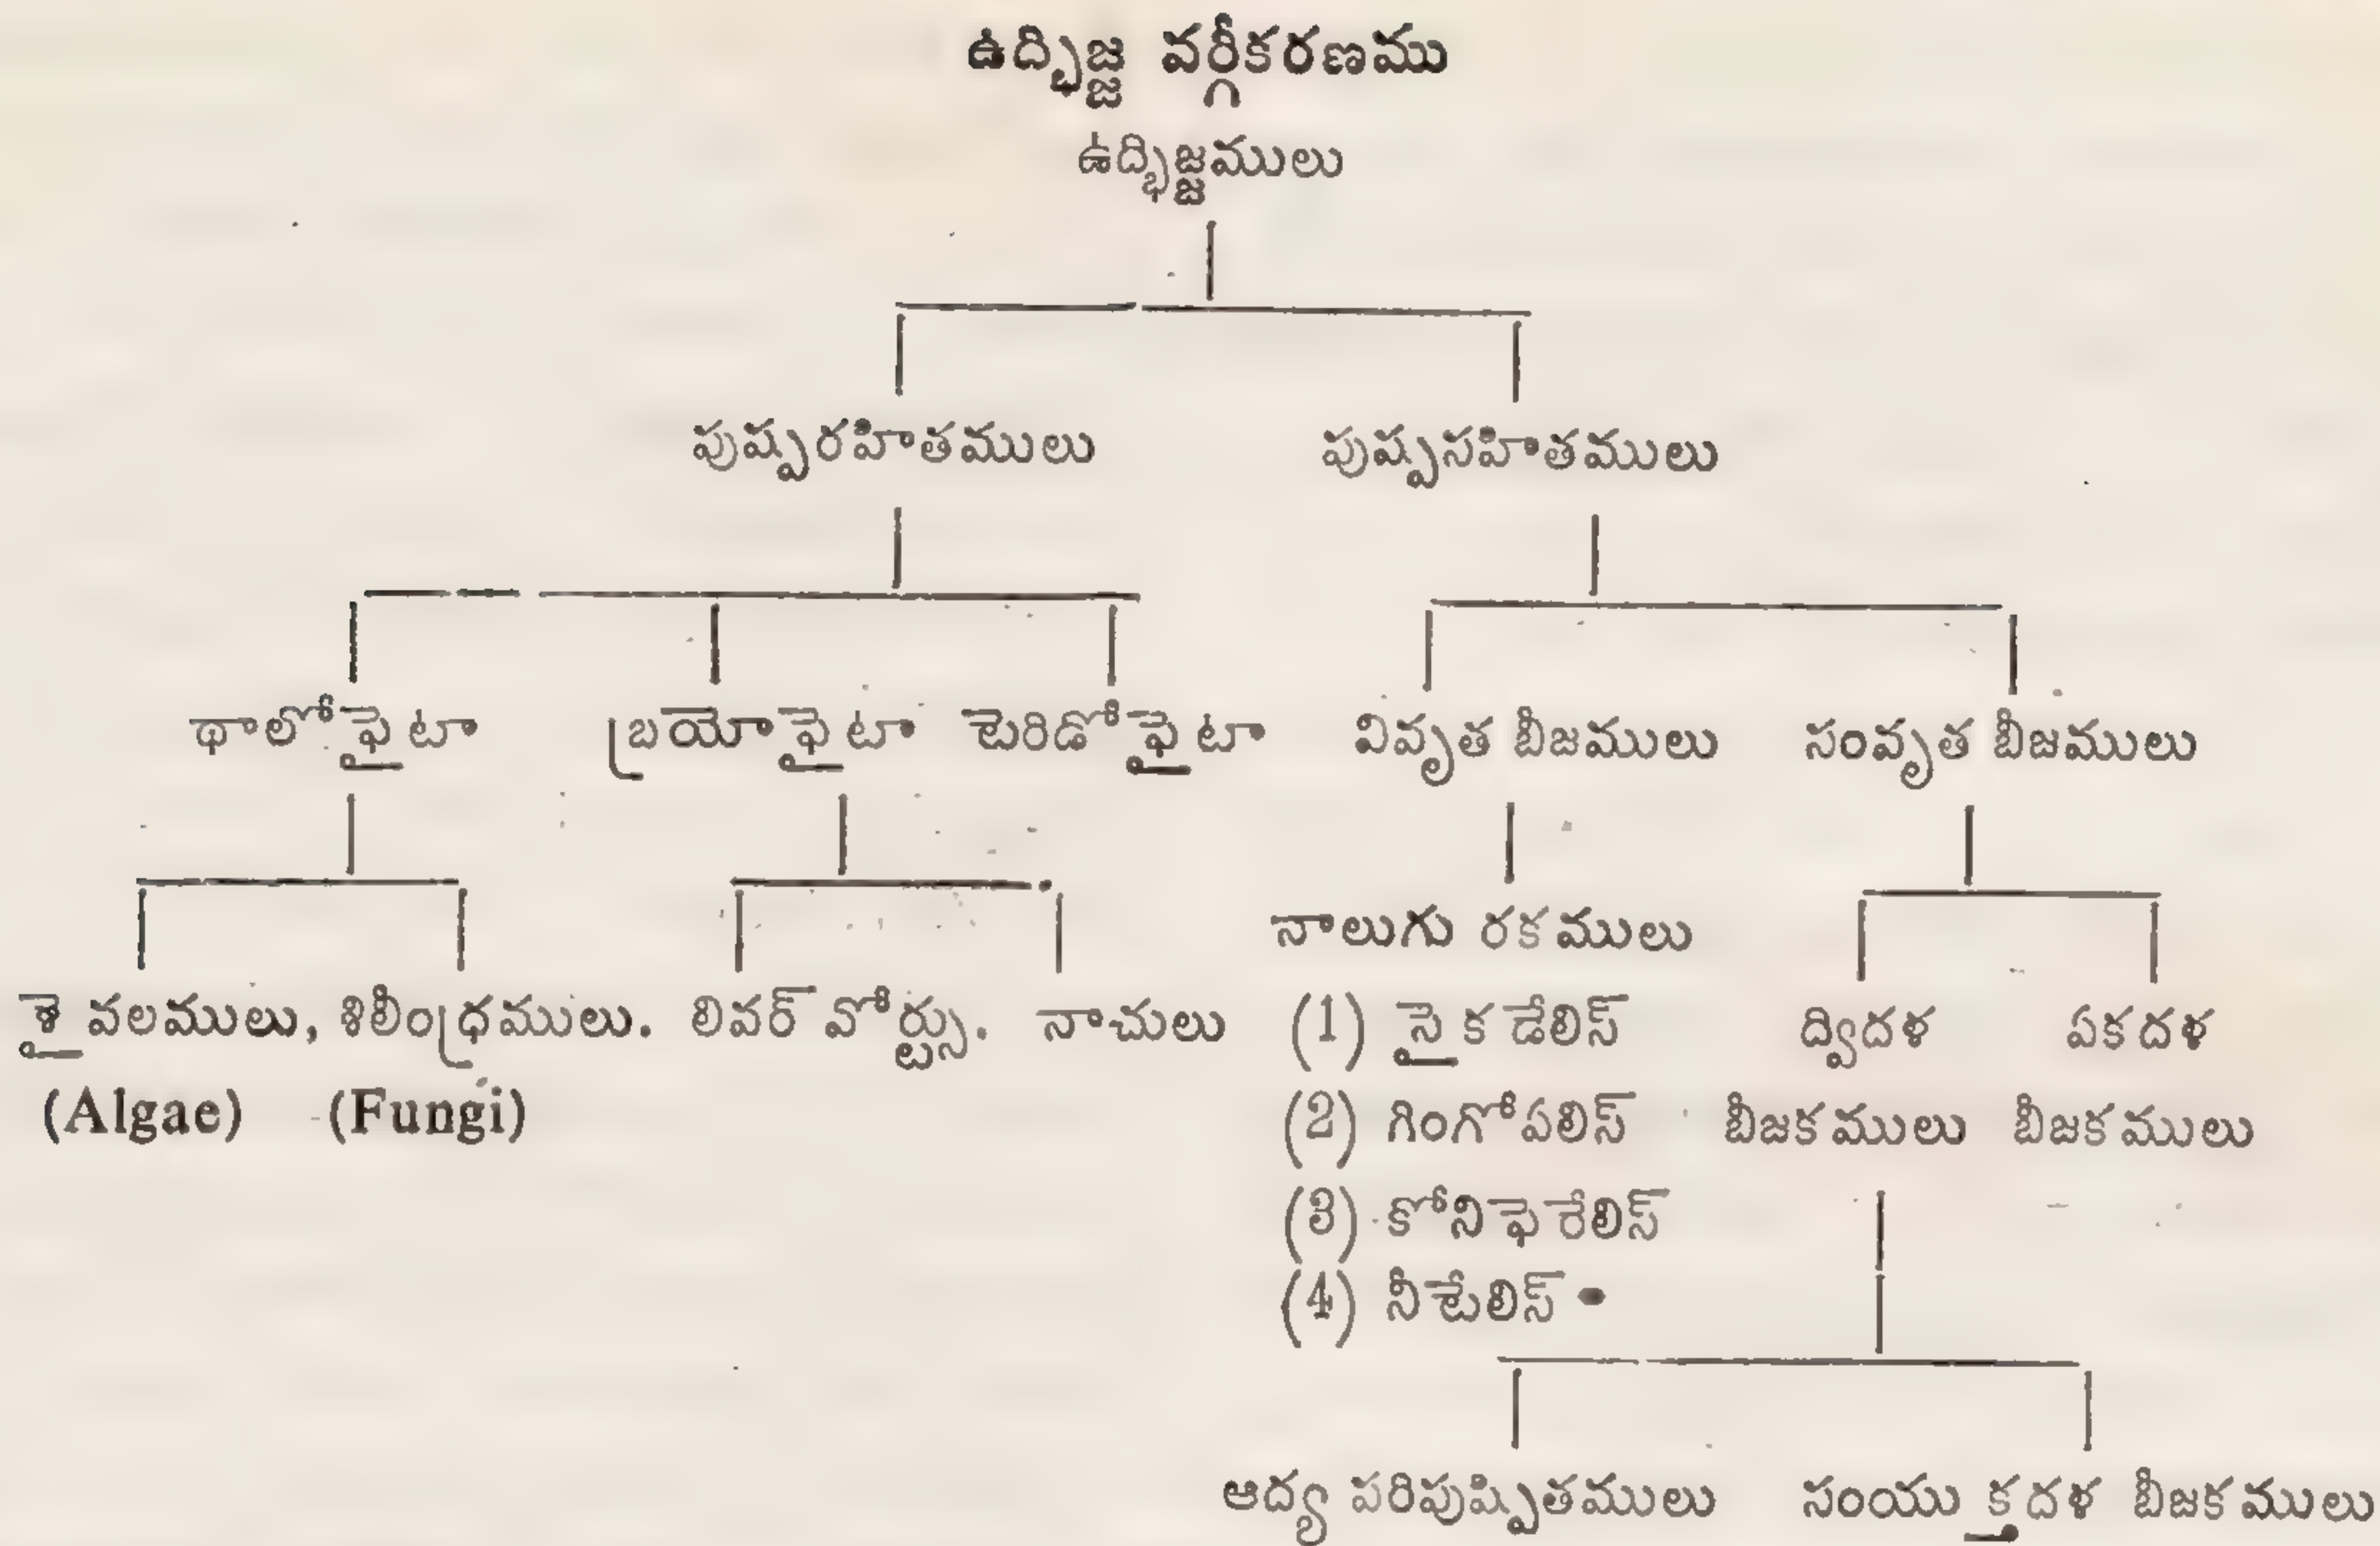 ఉద్భిజ్జ వర్గీకరణము
ఉద్భిజ్జములు
పుష్పరహితములు పుష్పసహితములు
థాలోఫైటా బ్రయోఫైటా టెరిడోఫైటా వివృత బీజములు సంవృత బీజములు
నాలుగు రకములు
శైవలములు, శిలీంధ్రములు. లివర్ వోర్ట్సు. నాచులు (1) సైకడేలిస్ ద్విదళ ఏకదళ
(Algae) (Fungi) (2) గింగోఏలిస్ బీజకములు బీజకములు
(3) కోనిఫెరేలిస్
(4) నీటేలిస్
ఆద్య పరిపుష్పితములు సంయుక్తదళ బీజకములు